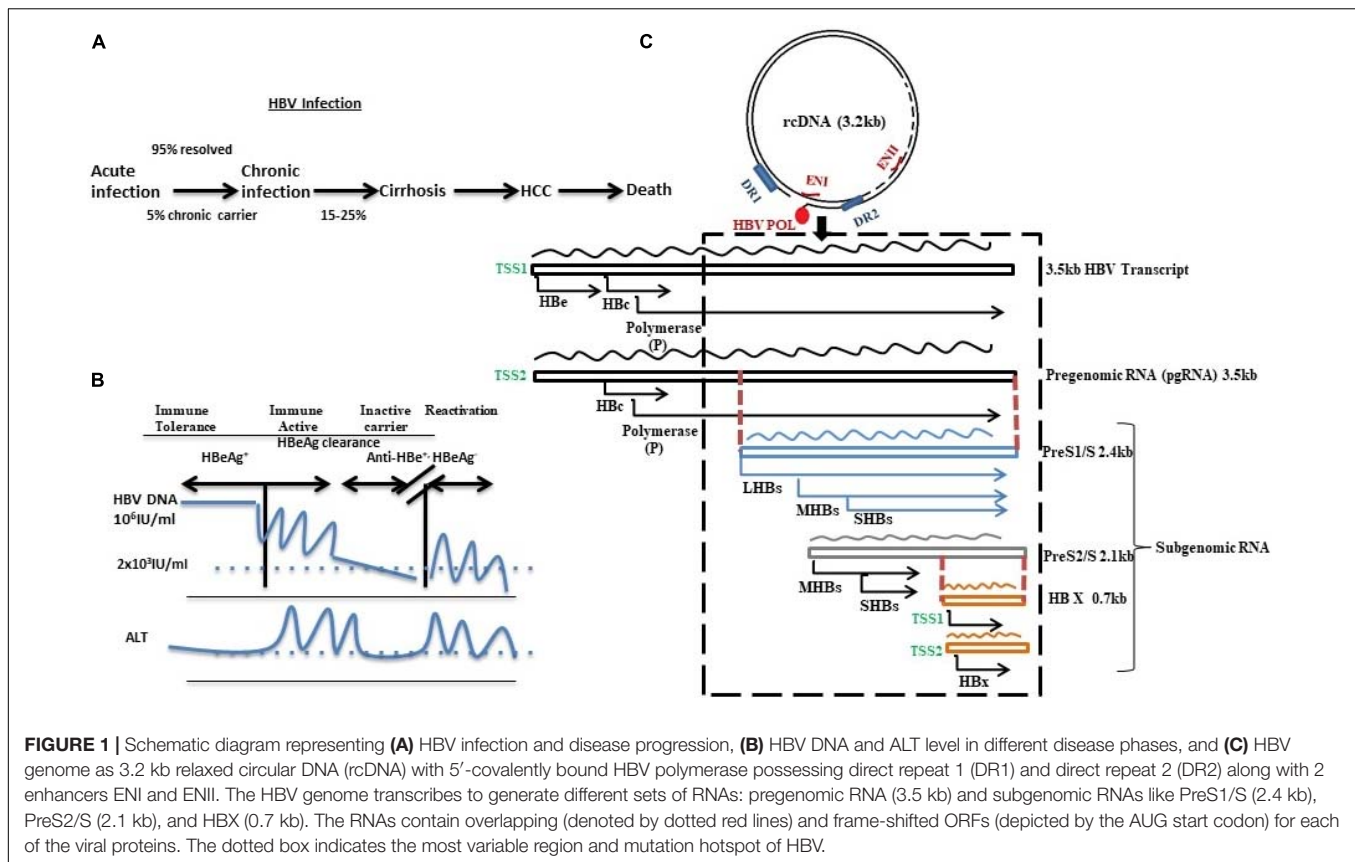 A
HBV Infection
95% resolved
Acute infection
Chronic infection
Cirrhosis
HCC
Death
5% chronic carrier
15-25%
B
Immune Tolerance
Immune Active
Inactive carrier
Reactivation
HBeAg clearance
HBeAg⁺
Anti-HBe⁺ HBeAg⁻
HBV DNA
10⁶IU/ml
2x10³IU/ml
ALT
C
rcDNA (3.2kb)
ENII
ENI
DR1
DR2
HBV POL
TSS1
3.5kb HBV Transcript
HBe
HBc
Polymerase
(P)
TSS2
Pregenomic RNA (pgRNA) 3.5kb
HBc
Polymerase
(P)
PreS1/S 2.4kb
LHBs
MHBs
SHBs
PreS2/S 2.1kb
Subgenomic RNA
MHBs
SHBs
HB X 0.7kb
TSS1
TSS2
HBx
FIGURE 1 | Schematic diagram representing (A) HBV infection and disease progression, (B) HBV DNA and ALT level in different disease phases, and (C) HBV
genome as 3.2 kb relaxed circular DNA (rcDNA) with 5′-covalently bound HBV polymerase possessing direct repeat 1 (DR1) and direct repeat 2 (DR2) along with 2
enhancers ENI and ENII. The HBV genome transcribes to generate different sets of RNAs: pregenomic RNA (3.5 kb) and subgenomic RNAs like PreS1/S (2.4 kb),
PreS2/S (2.1 kb), and HBX (0.7 kb). The RNAs contain overlapping (denoted by dotted red lines) and frame-shifted ORFs (depicted by the AUG start codon) for each
of the viral proteins. The dotted box indicates the most variable region and mutation hotspot of HBV.